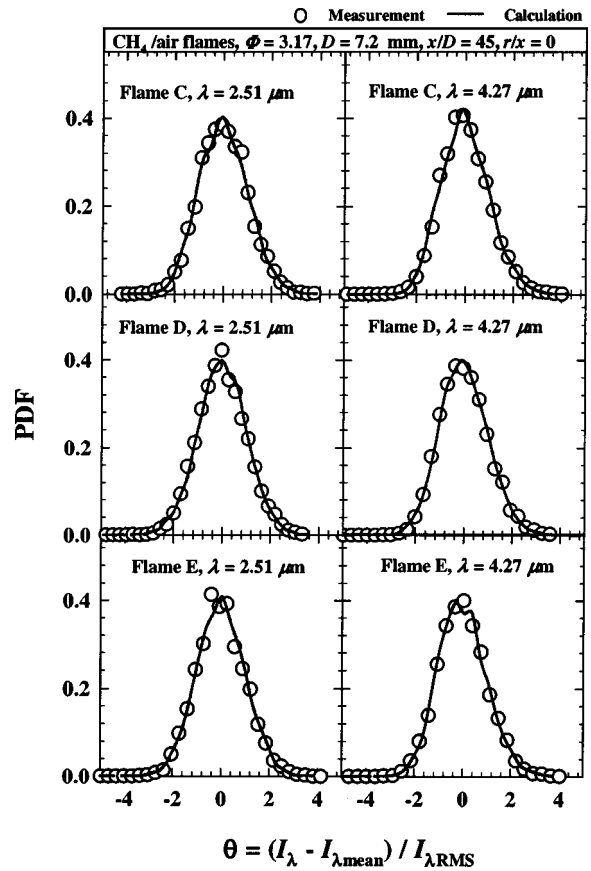 Measurement Calculation
CH4/air flames, Φ = 3.17, D = 7.2 mm, x/D = 45, r/x = 0
Flame C, λ = 2.51 μm
Flame C, λ = 4.27 μm
0.4
0.2
0.0
Flame D, λ = 2.51 μm
Flame D, λ = 4.27 μm
0.4
0.2
0.0
PDF
Flame E, λ = 2.51 μm
Flame E, λ = 4.27 μm
0.4
0.2
0.0
-4 -2 0 2 4 -4 -2 0 2 4
θ = (Iλ - Iλmean) / IλRMS